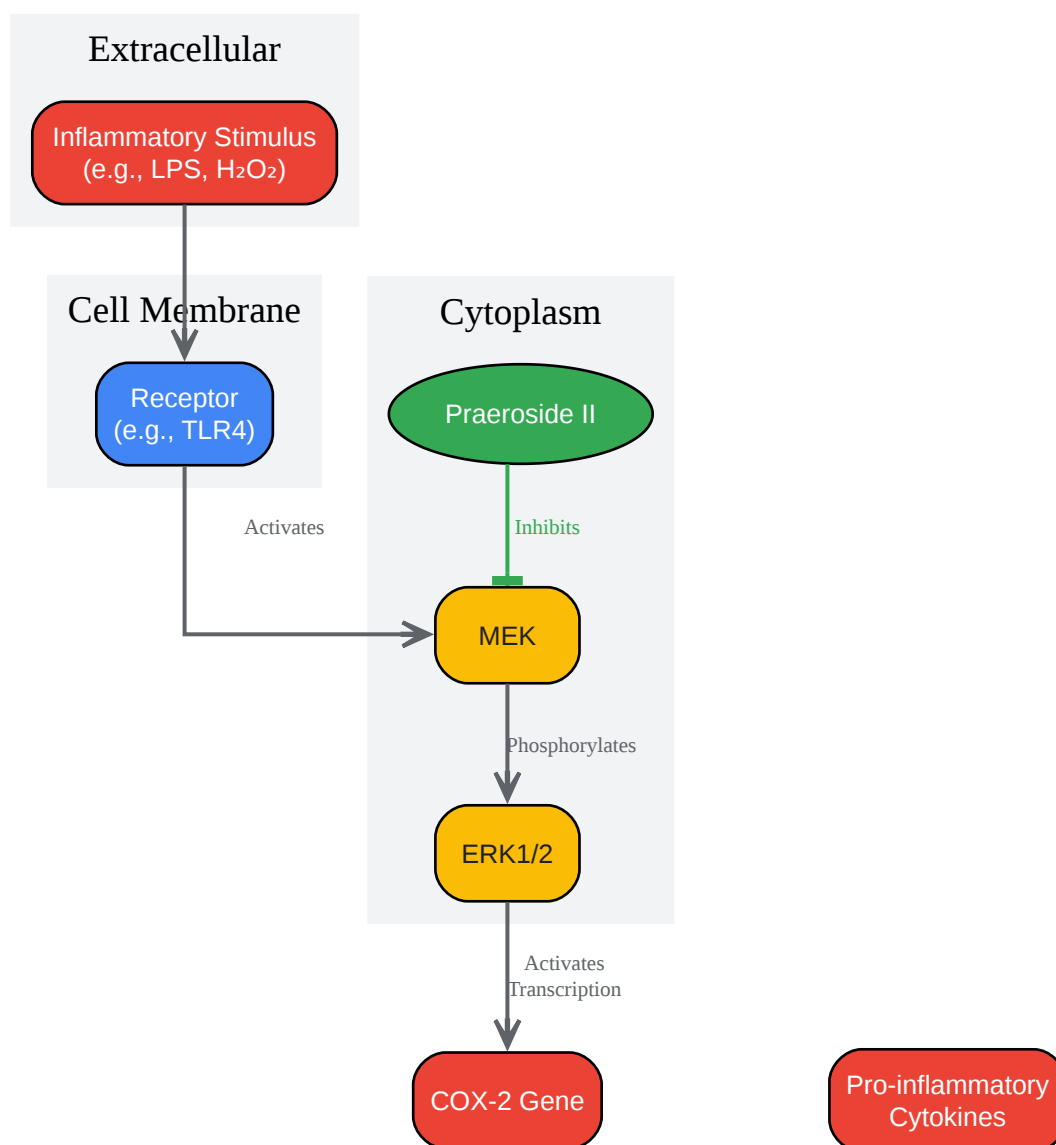 Extracellular
Inflammatory Stimulus
(e.g., LPS, H₂O₂)
Cell Membrane
Cytoplasm
Receptor
(e.g., TLR4)
Praeroside II
Activates
Inhibits
MEK
Phosphorylates
ERK1/2
Activates
Transcription
COX-2 Gene
Pro-inflammatory
Cytokines